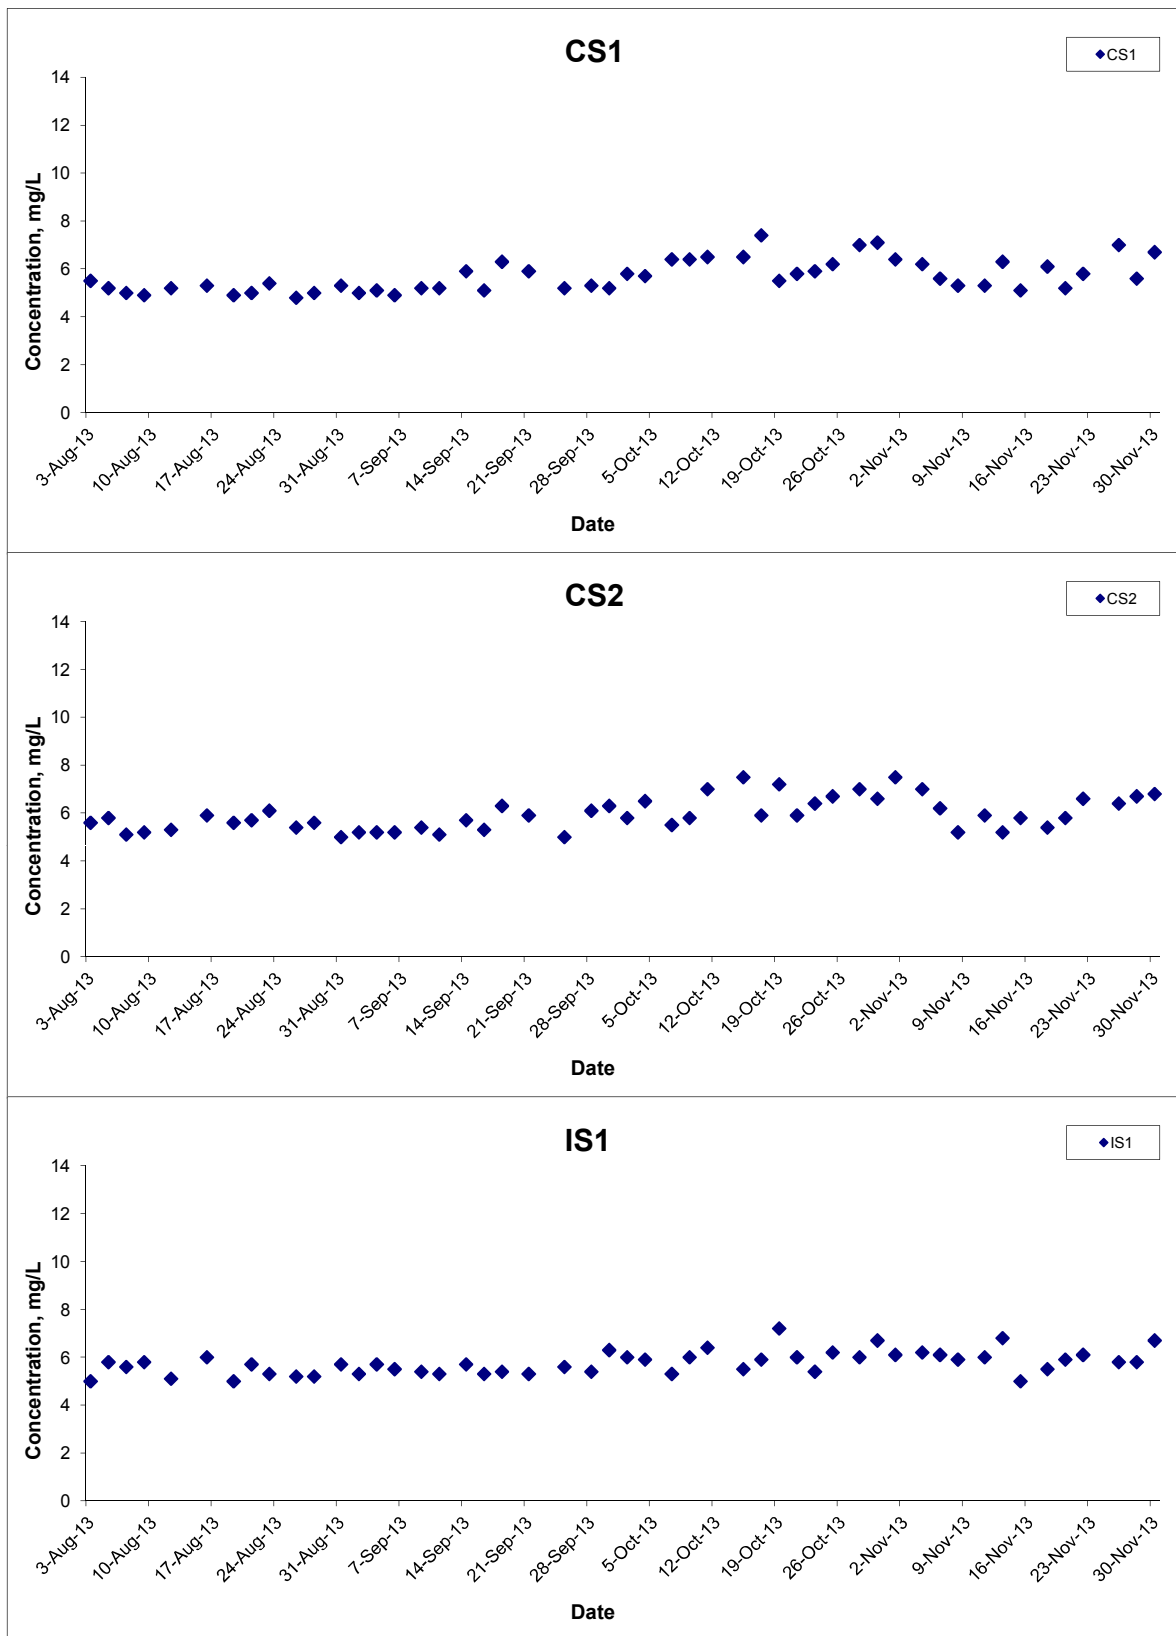 CS1
CS1
14
12
10
8
6
4
2
0
Concentration, mg/L
3-Aug-13
10-Aug-13
17-Aug-13
24-Aug-13
31-Aug-13
7-Sep-13
14-Sep-13
21-Sep-13
28-Sep-13
5-Oct-13
12-Oct-13
19-Oct-13
26-Oct-13
2-Nov-13
9-Nov-13
16-Nov-13
23-Nov-13
30-Nov-13
Date
CS2
CS2
14
12
10
8
6
4
2
0
Concentration, mg/L
3-Aug-13
10-Aug-13
17-Aug-13
24-Aug-13
31-Aug-13
7-Sep-13
14-Sep-13
21-Sep-13
28-Sep-13
5-Oct-13
12-Oct-13
19-Oct-13
26-Oct-13
2-Nov-13
9-Nov-13
16-Nov-13
23-Nov-13
30-Nov-13
Date
IS1
IS1
14
12
10
8
6
4
2
0
Concentration, mg/L
3-Aug-13
10-Aug-13
17-Aug-13
24-Aug-13
31-Aug-13
7-Sep-13
14-Sep-13
21-Sep-13
28-Sep-13
5-Oct-13
12-Oct-13
19-Oct-13
26-Oct-13
2-Nov-13
9-Nov-13
16-Nov-13
23-Nov-13
30-Nov-13
Date